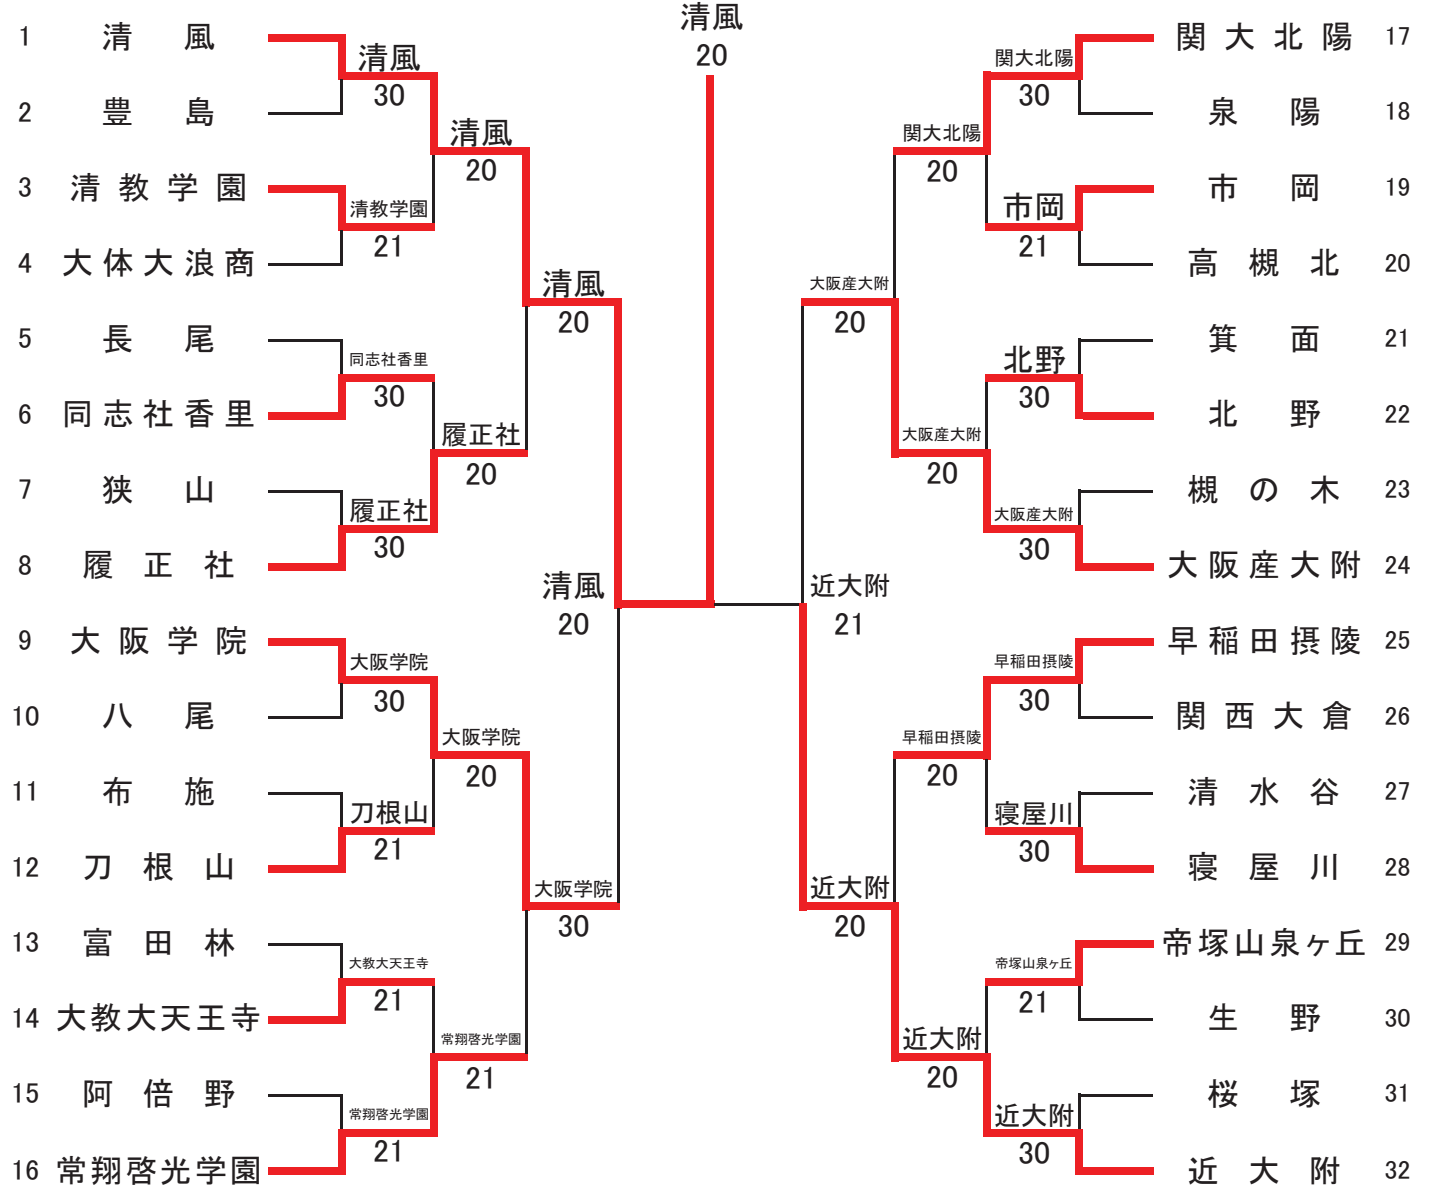 清風
20
1 清風
2 豊島
3 清教学園
4 大体大浪商
5 長尾
6 同志社香里
7 狭山
8 履正社
9 大阪学院
10 八尾
11 布施
12 刀根山
13 富田林
14 大教大天王寺
15 阿倍野
16 常翔啓光学園
清風
30
清教学園
21
同志社香里
30
履正社
30
大阪学院
30
刀根山
21
大教大天王寺
21
常翔啓光学園
21
清風
20
履正社
20
大阪学院
20
常翔啓光学園
21
清風
20
大阪学院
30
清風
20
近大附
21
大阪産大附
20
近大附
20
関大北陽
20
大阪産大附
20
早稲田摂陵
20
近大附
20
関大北陽
30
市岡
21
北野
30
大阪産大附
30
早稲田摂陵
30
寝屋川
30
帝塚山泉ヶ丘
21
近大附
30
関大北陽 17
泉陽 18
市岡 19
高槻北 20
箕面 21
北野 22
槻の木 23
大阪産大附 24
早稲田摂陵 25
関西大倉 26
清水谷 27
寝屋川 28
帝塚山泉ヶ丘 29
生野 30
桜塚 31
近大附 32